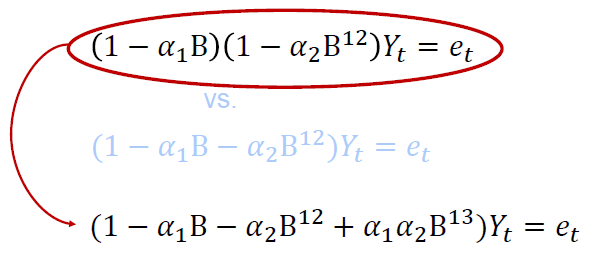 (1 − α₁B)(1 − α₂B¹²)Yₜ = eₜ
vs.
(1 − α₁B − α₂B¹²)Yₜ = eₜ
(1 − α₁B − α₂B¹² + α₁α₂B¹³)Yₜ = eₜ